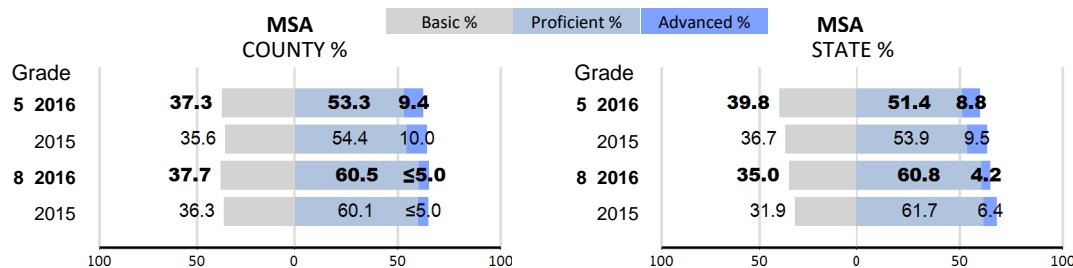 MSA
COUNTY %
Basic % Proficient % Advanced %
MSA
STATE %
Grade
5 2016 37.3 53.3 9.4
2015 35.6 54.4 10.0
8 2016 37.7 60.5 ≤5.0
2015 36.3 60.1 ≤5.0
100 50 0 50 100
Grade
5 2016 39.8 51.4 8.8
2015 36.7 53.9 9.5
8 2016 35.0 60.8 4.2
2015 31.9 61.7 6.4
100 50 0 50 100